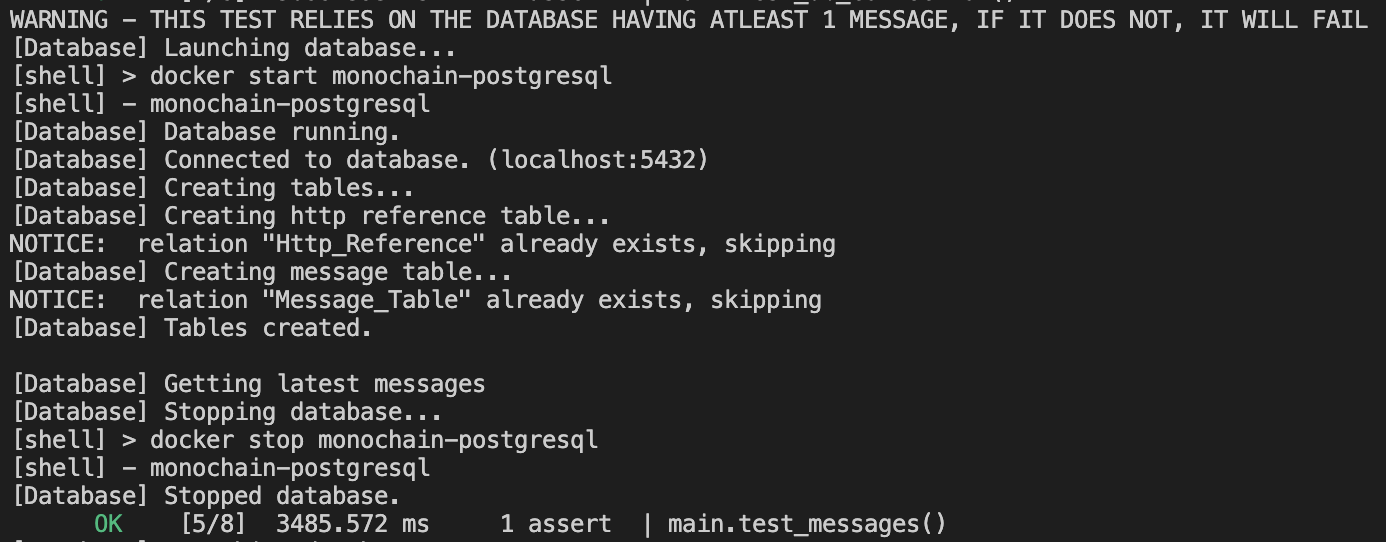 WARNING – THIS TEST RELIES ON THE DATABASE HAVING ATLEAST 1 MESSAGE, IF IT DOES NOT, IT WILL FAIL
[Database] Launching database...
[shell] > docker start monochain-postgresql
[shell] - monochain-postgresql
[Database] Database running.
[Database] Connected to database. (localhost:5432)
[Database] Creating tables...
[Database] Creating http reference table...
NOTICE:  relation "Http_Reference" already exists, skipping
[Database] Creating message table...
NOTICE:  relation "Message_Table" already exists, skipping
[Database] Tables created.
[Database] Getting latest messages
[Database] Stopping database...
[shell] > docker stop monochain-postgresql
[shell] - monochain-postgresql
[Database] Stopped database.
OK    [5/8]  3485.572 ms     1 assert  | main.test_messages()